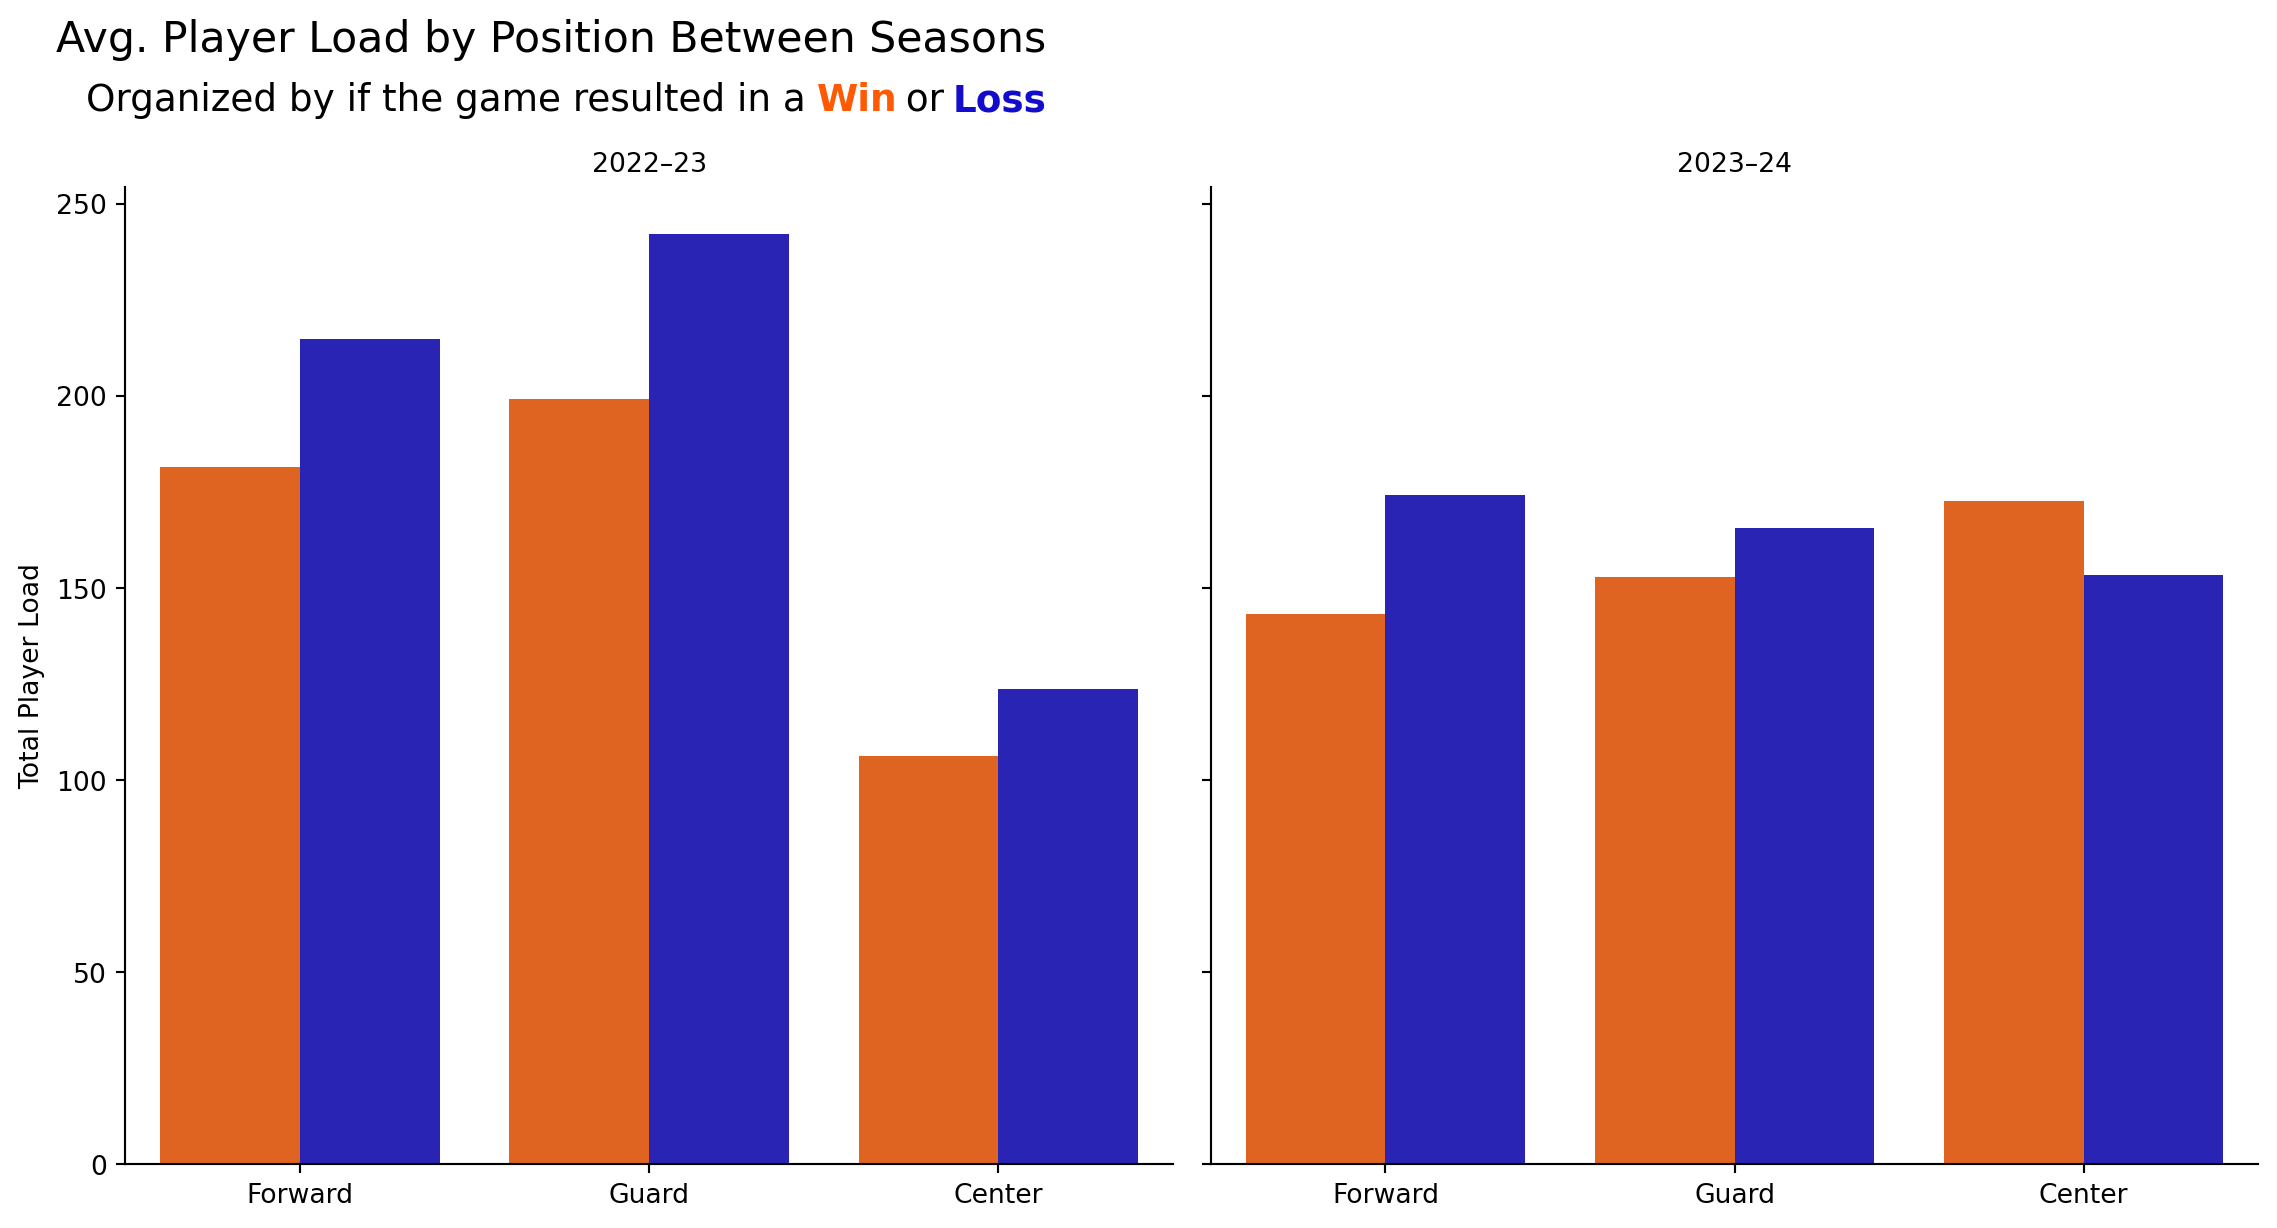 Avg. Player Load by Position Between Seasons
Organized by if the game resulted in a Win or Loss
2022–23
2023–24
Total Player Load
250
200
150
100
50
0
Forward
Guard
Center
Forward
Guard
Center